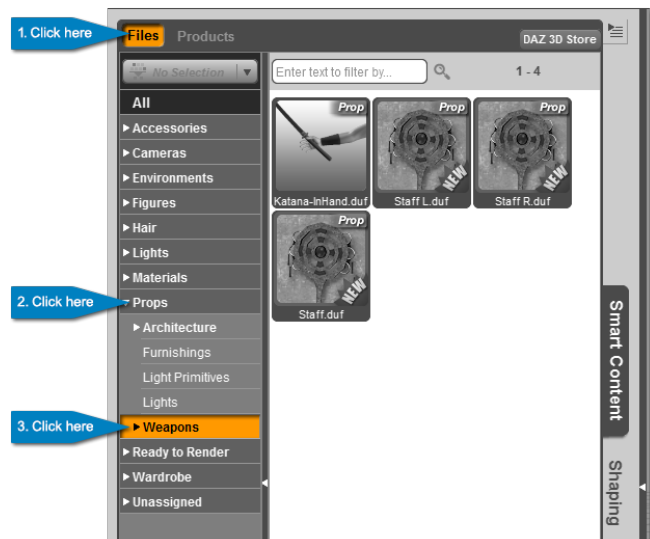 1. Click here
Files Products
DAZ 3D Store
No Selection
Enter text to filter by...
1 - 4
All
Accessories
Cameras
Environments
Figures
Hair
Lights
Materials
2. Click here
Props
Architecture
Furnishings
Light Primitives
Lights
3. Click here
Weapons
Ready to Render
Wardrobe
Unassigned
Prop
Katana-InHand.duf
Prop
NEW
Staff L.duf
Prop
NEW
Staff R.duf
Prop
NEW
Staff.duf
Smart Content
Shaping